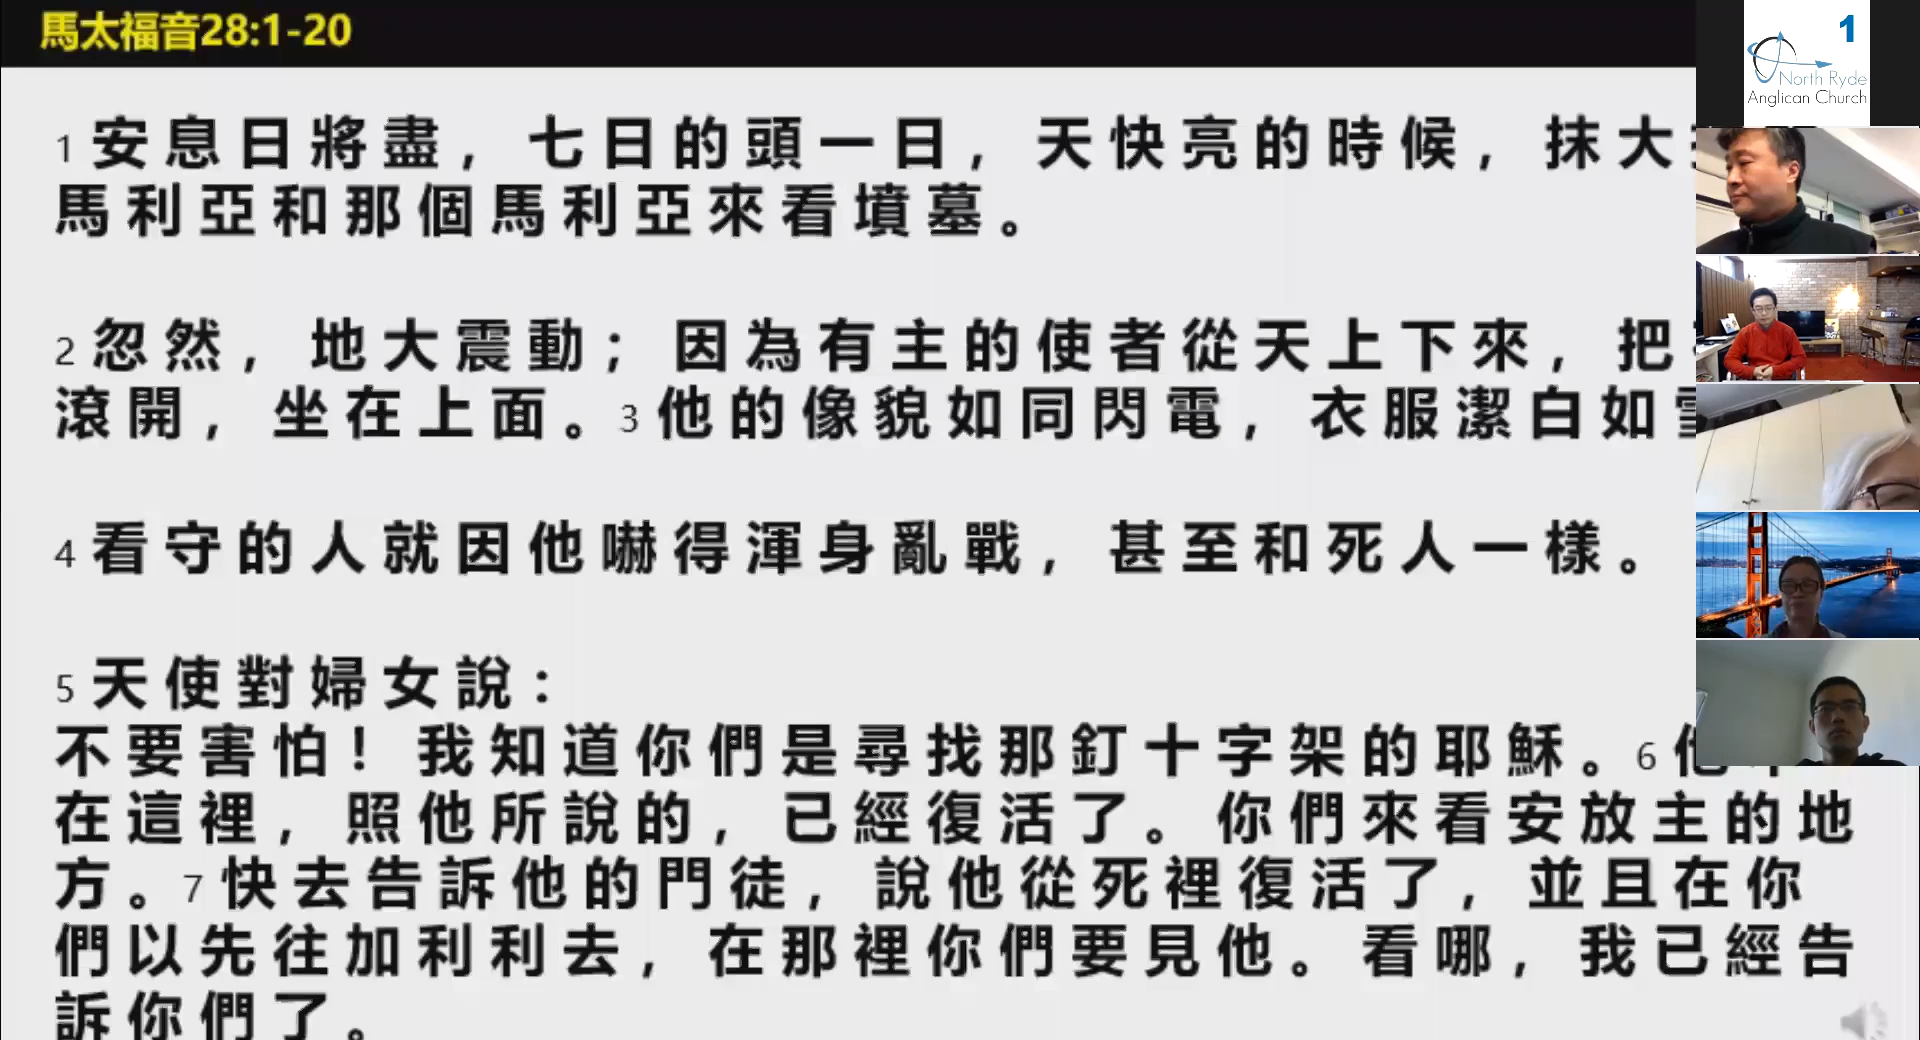 馬太福音28:1-20
1 安息日將盡，七日的頭一日，天快亮的時候，抹大
馬利亞和那個馬利亞來看墳墓。
2 忽然，地大震動；因為有主的使者從天上下來，把
滾開，坐在上面。3 他的像貌如同閃電，衣服潔白如
4 看守的人就因他嚇得渾身亂戰，甚至和死人一樣。
5 天使對婦女說：
不要害怕！我知道你們是尋找那釘十字架的耶穌。6
在這裡，照他所說的，已經復活了。你們來看安放主的地
方。7 快去告訴他的門徒，說他從死裡復活了，並且在你
們以先往加利利去，在那裡你們要見他。看哪，我已經告
訴你們了。
1
North Ryde
Anglican Church